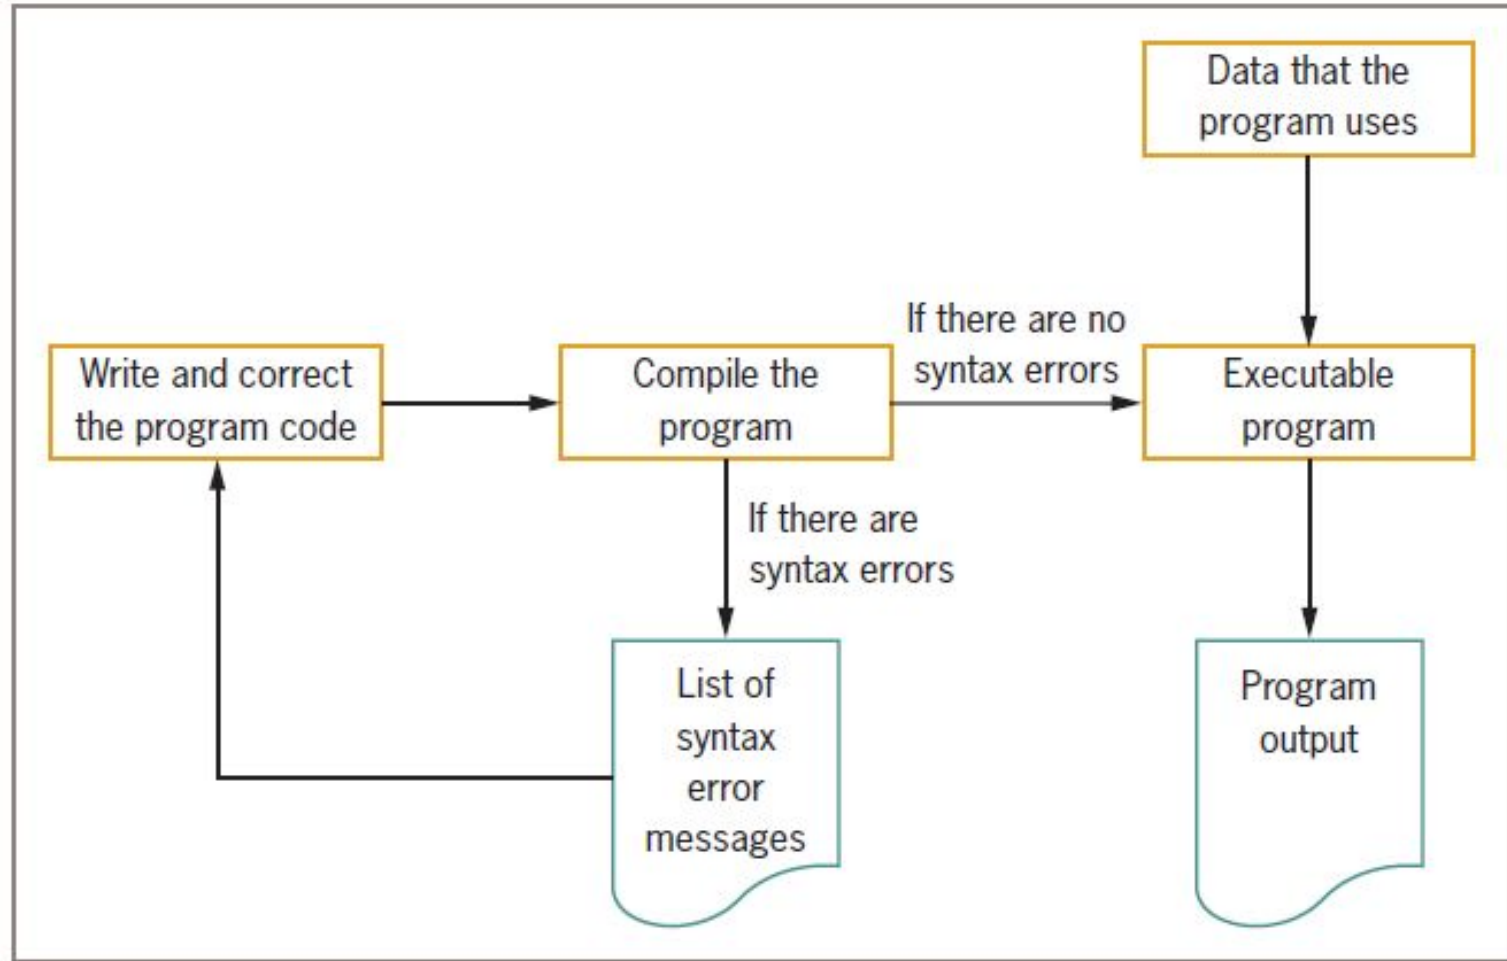 Data that the
program uses
If there are no
syntax errors
Write and correct
the program code
Compile the
program
Executable
program
If there are
syntax errors
List of
syntax
error
messages
Program
output